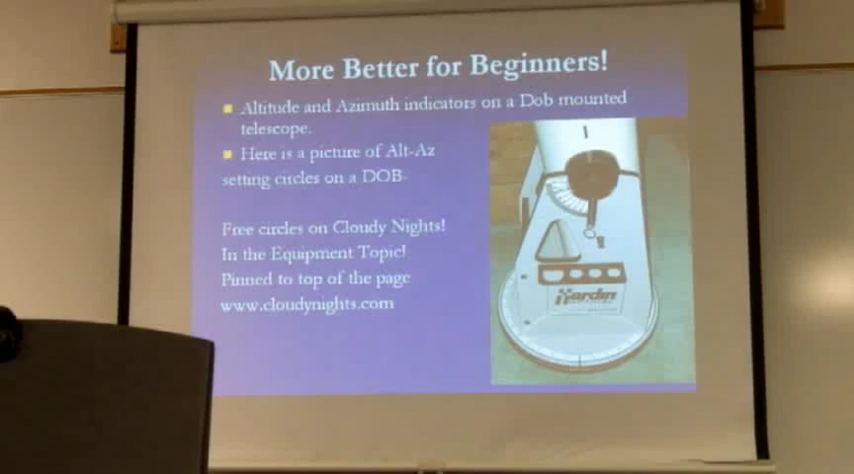 More Better for Beginners!
Altitude and Azimuth indicators on a Dob mounted
telescope.
Here is a picture of Alt-Az
setting circles on a DOB-
Free circles on Cloudy Nights!
In the Equipment Topic!
Pinned to top of the page
www.cloudynights.com
Hardin